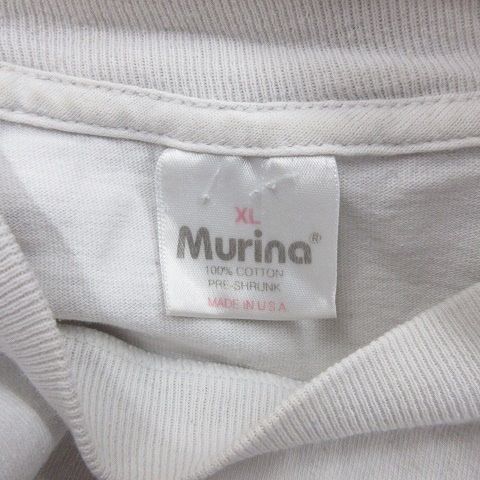 XL
Murina®
100% COTTON
PRE-SHRUNK
MADE IN U.S.A.